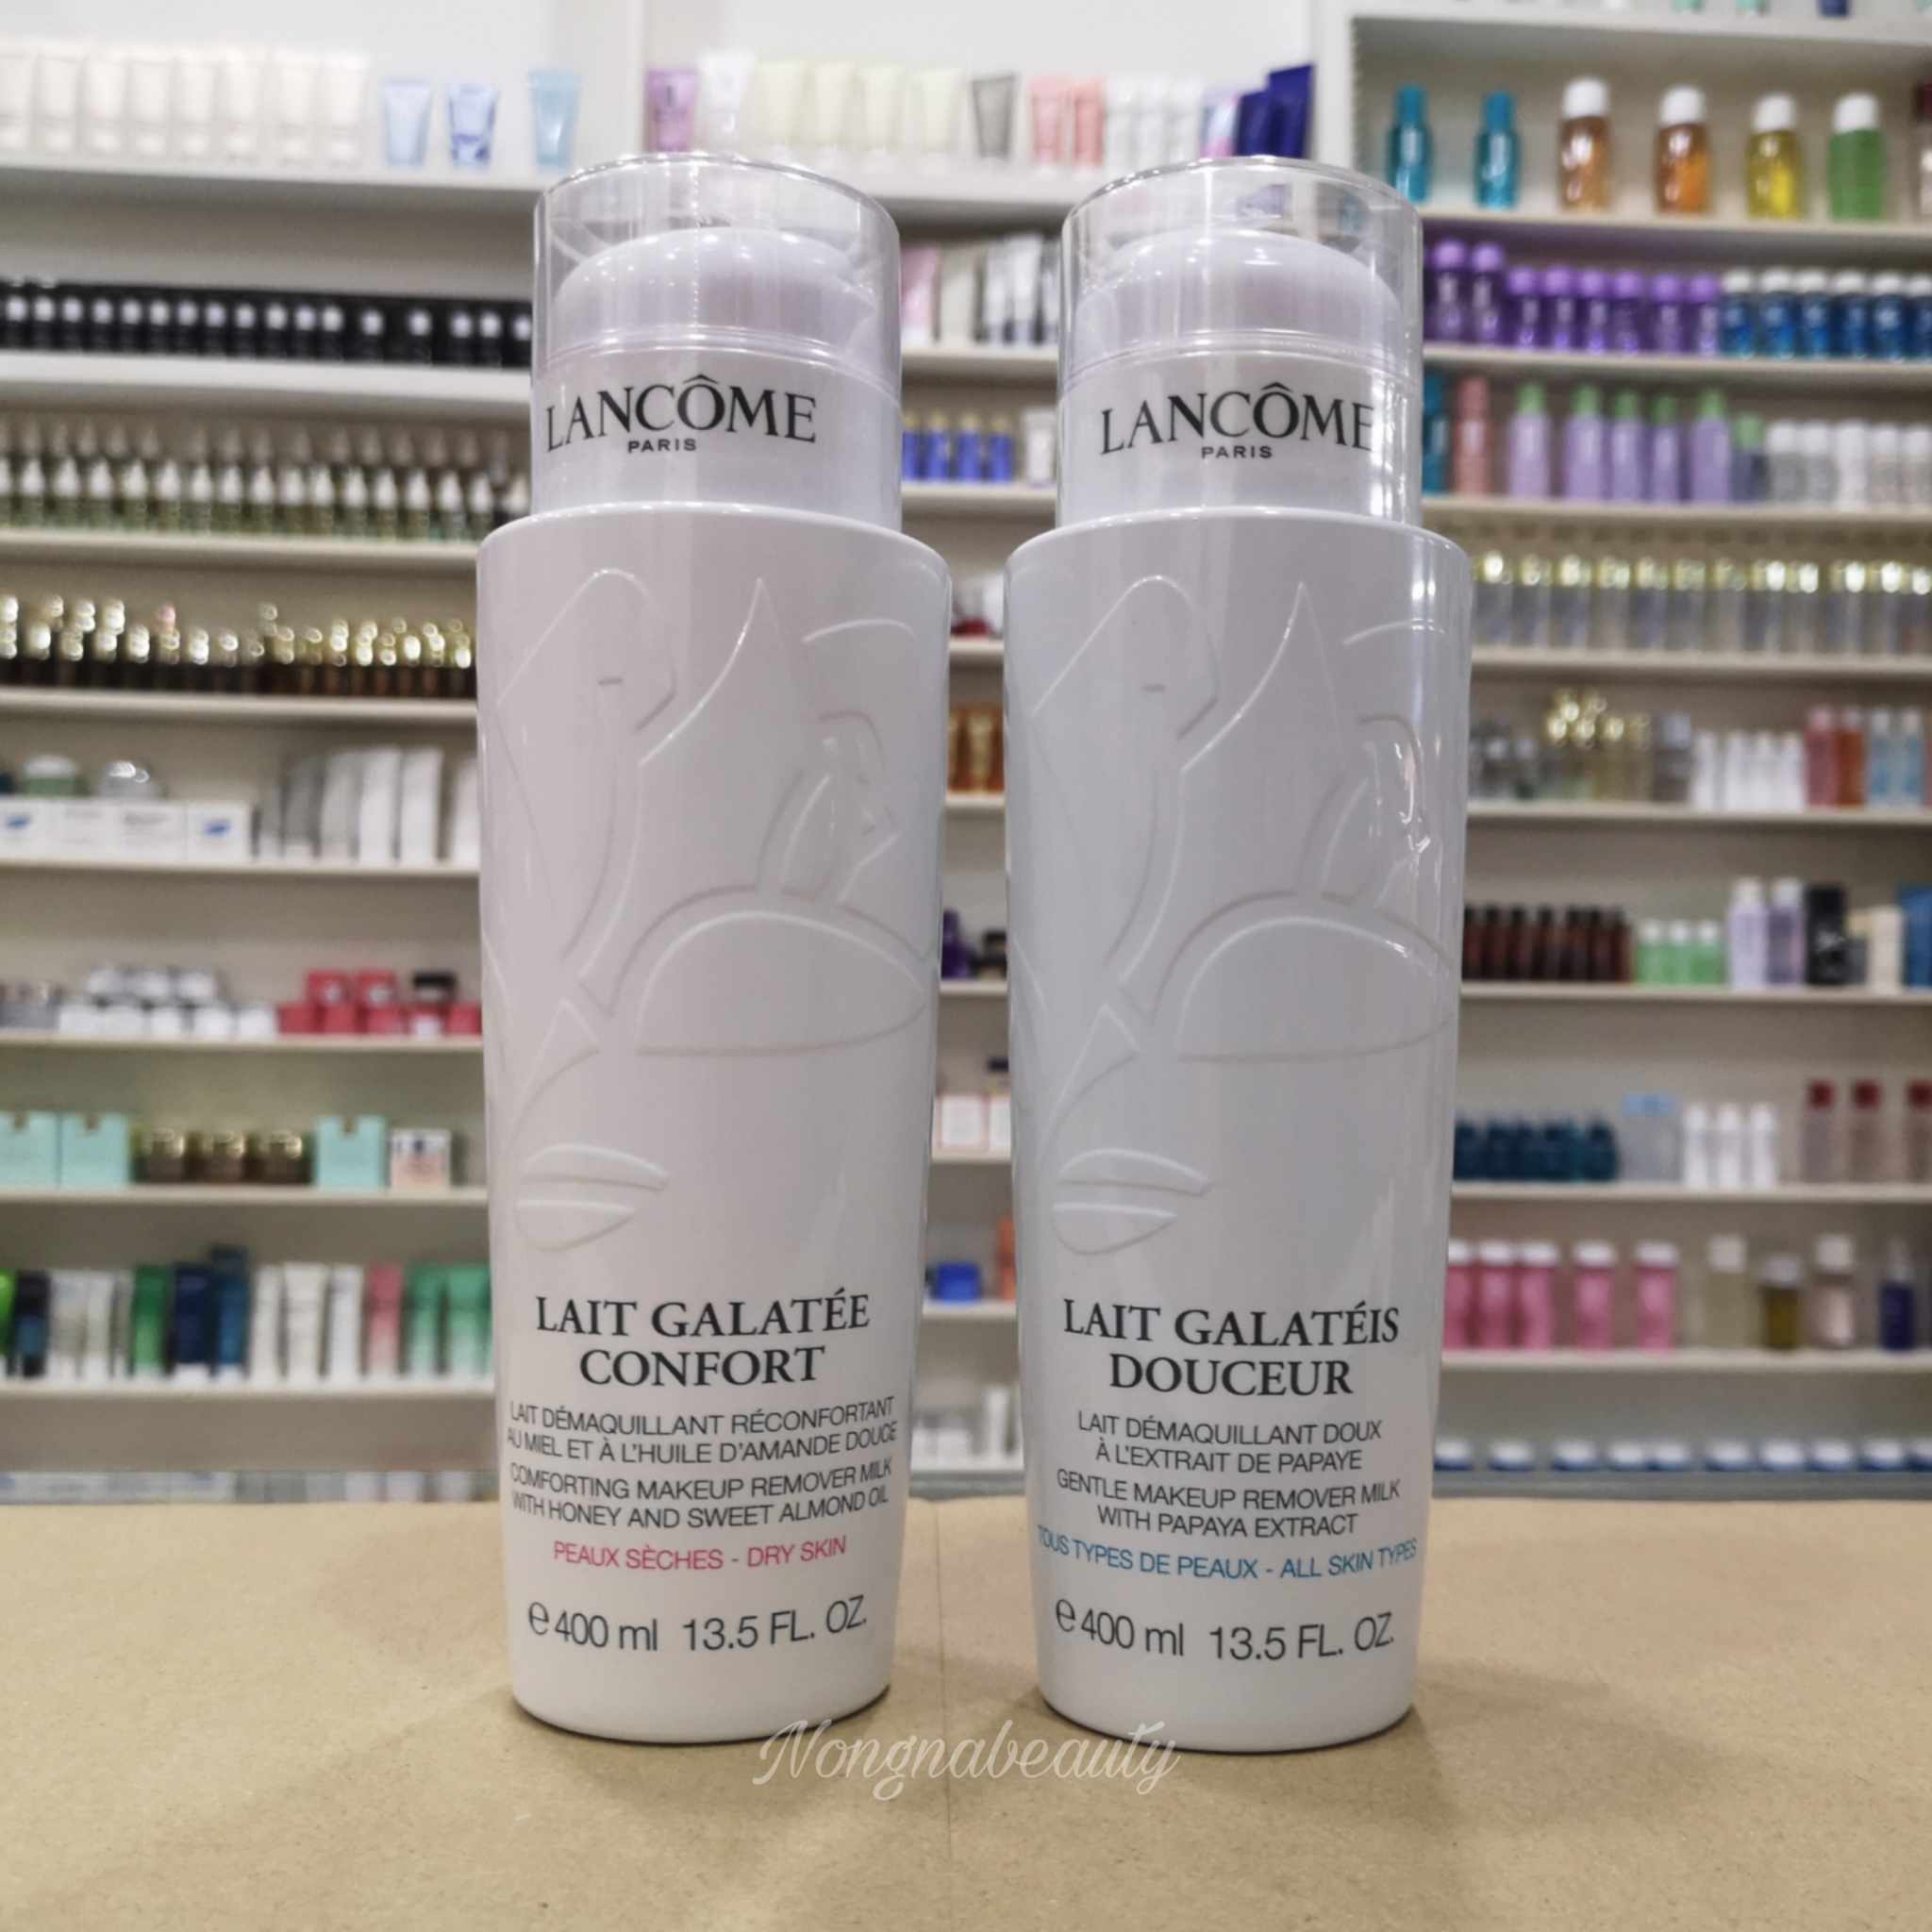 LANCÔME
PARIS
LAIT GALATÉE
CONFORT
LAIT DÉMAQUILLANT RÉCONFORTANT
AU MIEL ET À L'HUILE D'AMANDE DOUCE
COMFORTING MAKEUP REMOVER MILK
WITH HONEY AND SWEET ALMOND OIL
PEAUX SÈCHES - DRY SKIN
e 400 ml 13.5 FL. OZ.
LANCÔME
PARIS
LAIT GALATÉIS
DOUCEUR
LAIT DÉMAQUILLANT DOUX
À L'EXTRAIT DE PAPAYE
GENTLE MAKEUP REMOVER MILK
WITH PAPAYA EXTRACT
TOUS TYPES DE PEAUX - ALL SKIN TYPES
e 400 ml 13.5 FL. OZ.
Nongnabeauty